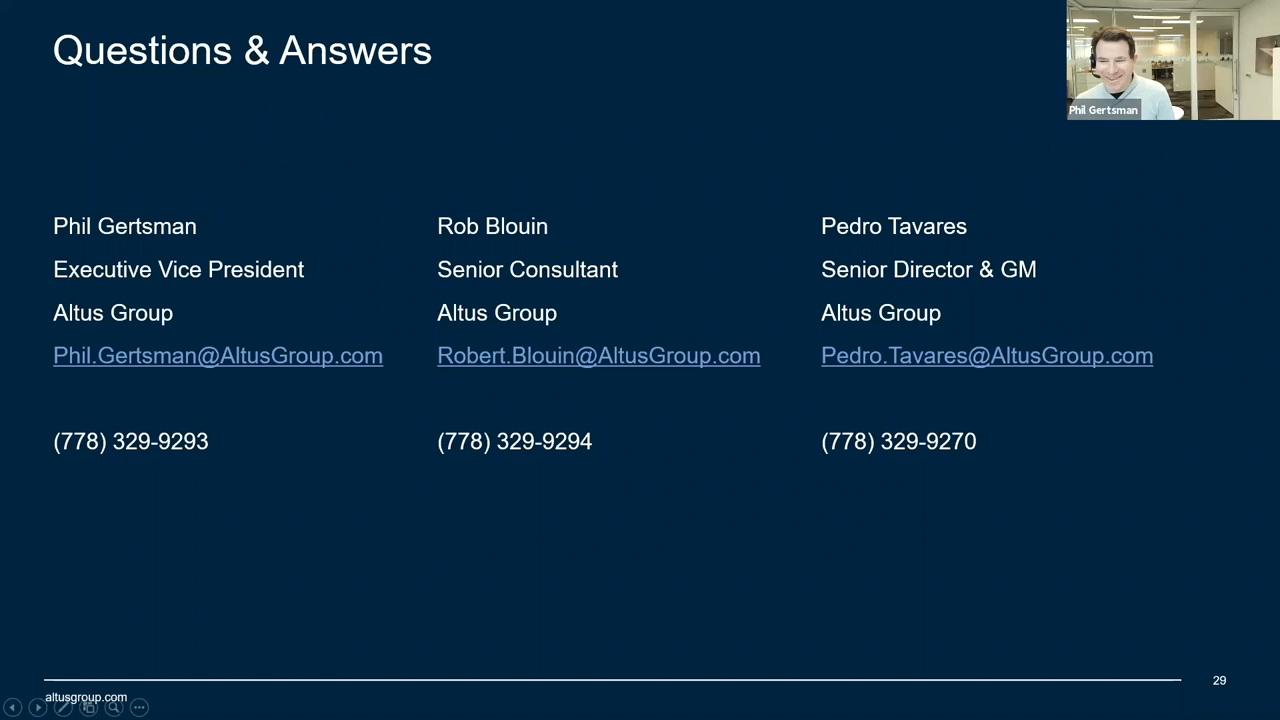 Questions & Answers
Phil Gertsman
Phil Gertsman
Executive Vice President
Altus Group
Phil.Gertsman@AltusGroup.com
(778) 329-9293
Rob Blouin
Senior Consultant
Altus Group
Robert.Blouin@AltusGroup.com
(778) 329-9294
Pedro Tavares
Senior Director & GM
Altus Group
Pedro.Tavares@AltusGroup.com
(778) 329-9270
altusgroup.com
29